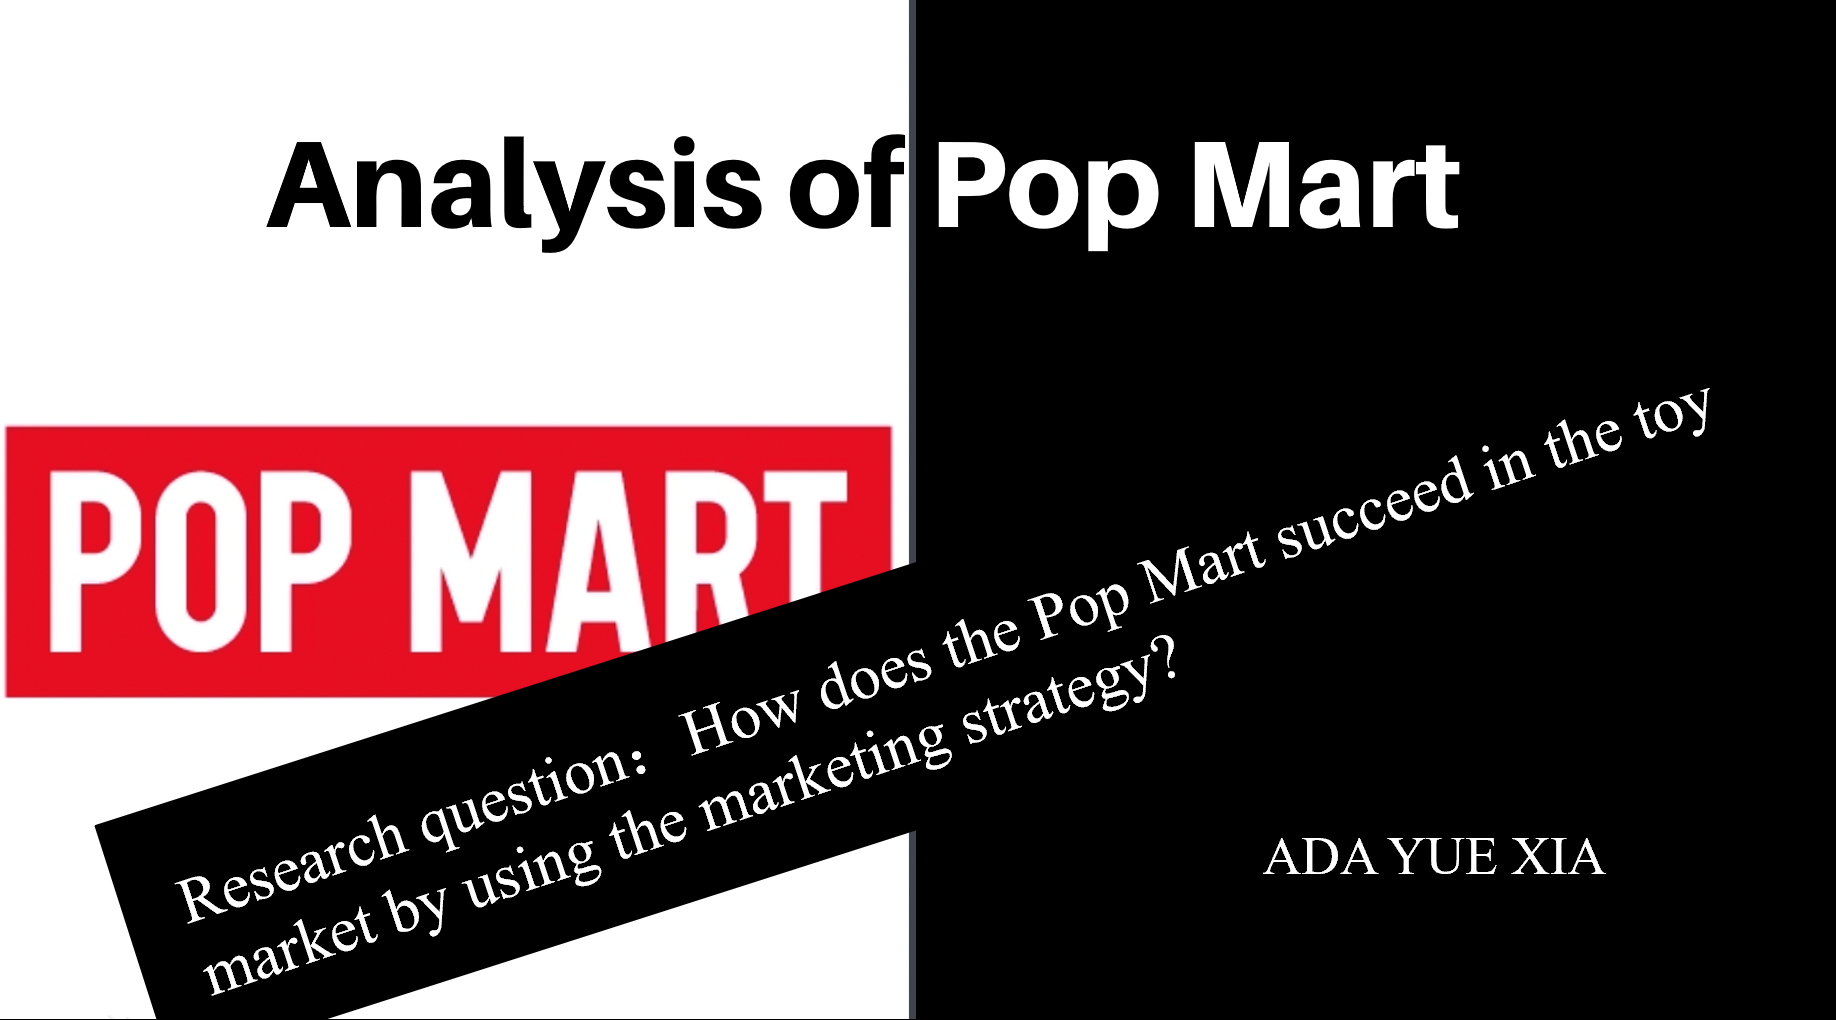 Analysis of Pop Mart
POP MART
Research question：How does the Pop Mart succeed in the toy
market by using the marketing strategy?
ADA YUE XIA